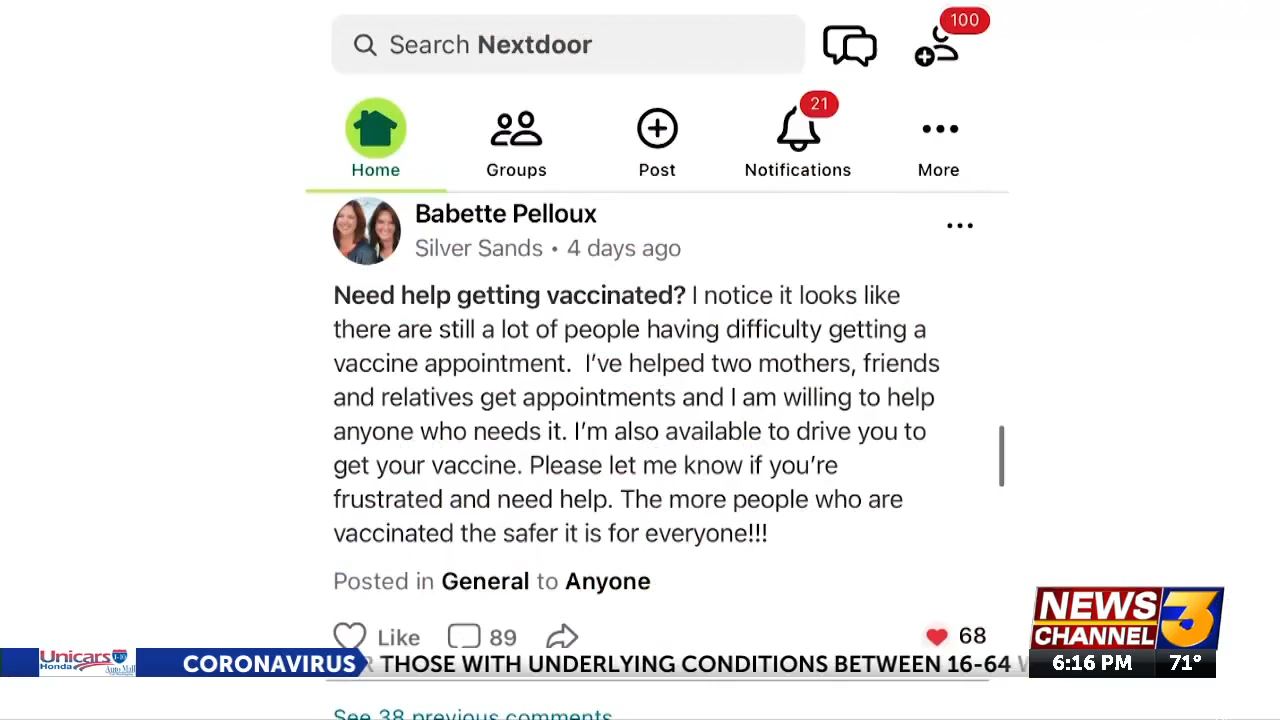 Search Nextdoor
100
21
Home
Groups
Post
Notifications
More
Babette Pelloux
Silver Sands • 4 days ago
Need help getting vaccinated? I notice it looks like
there are still a lot of people having difficulty getting a
vaccine appointment.  I’ve helped two mothers, friends
and relatives get appointments and I am willing to help
anyone who needs it. I’m also available to drive you to
get your vaccine. Please let me know if you’re
frustrated and need help. The more people who are
vaccinated the safer it is for everyone!!!
Posted in General to Anyone
Like
89
68
NEWS
CHANNEL
3
Unicars
Honda
CORONAVIRUS
THOSE WITH UNDERLYING CONDITIONS BETWEEN 16-64
6:16 PM
71°
See 38 previous comments